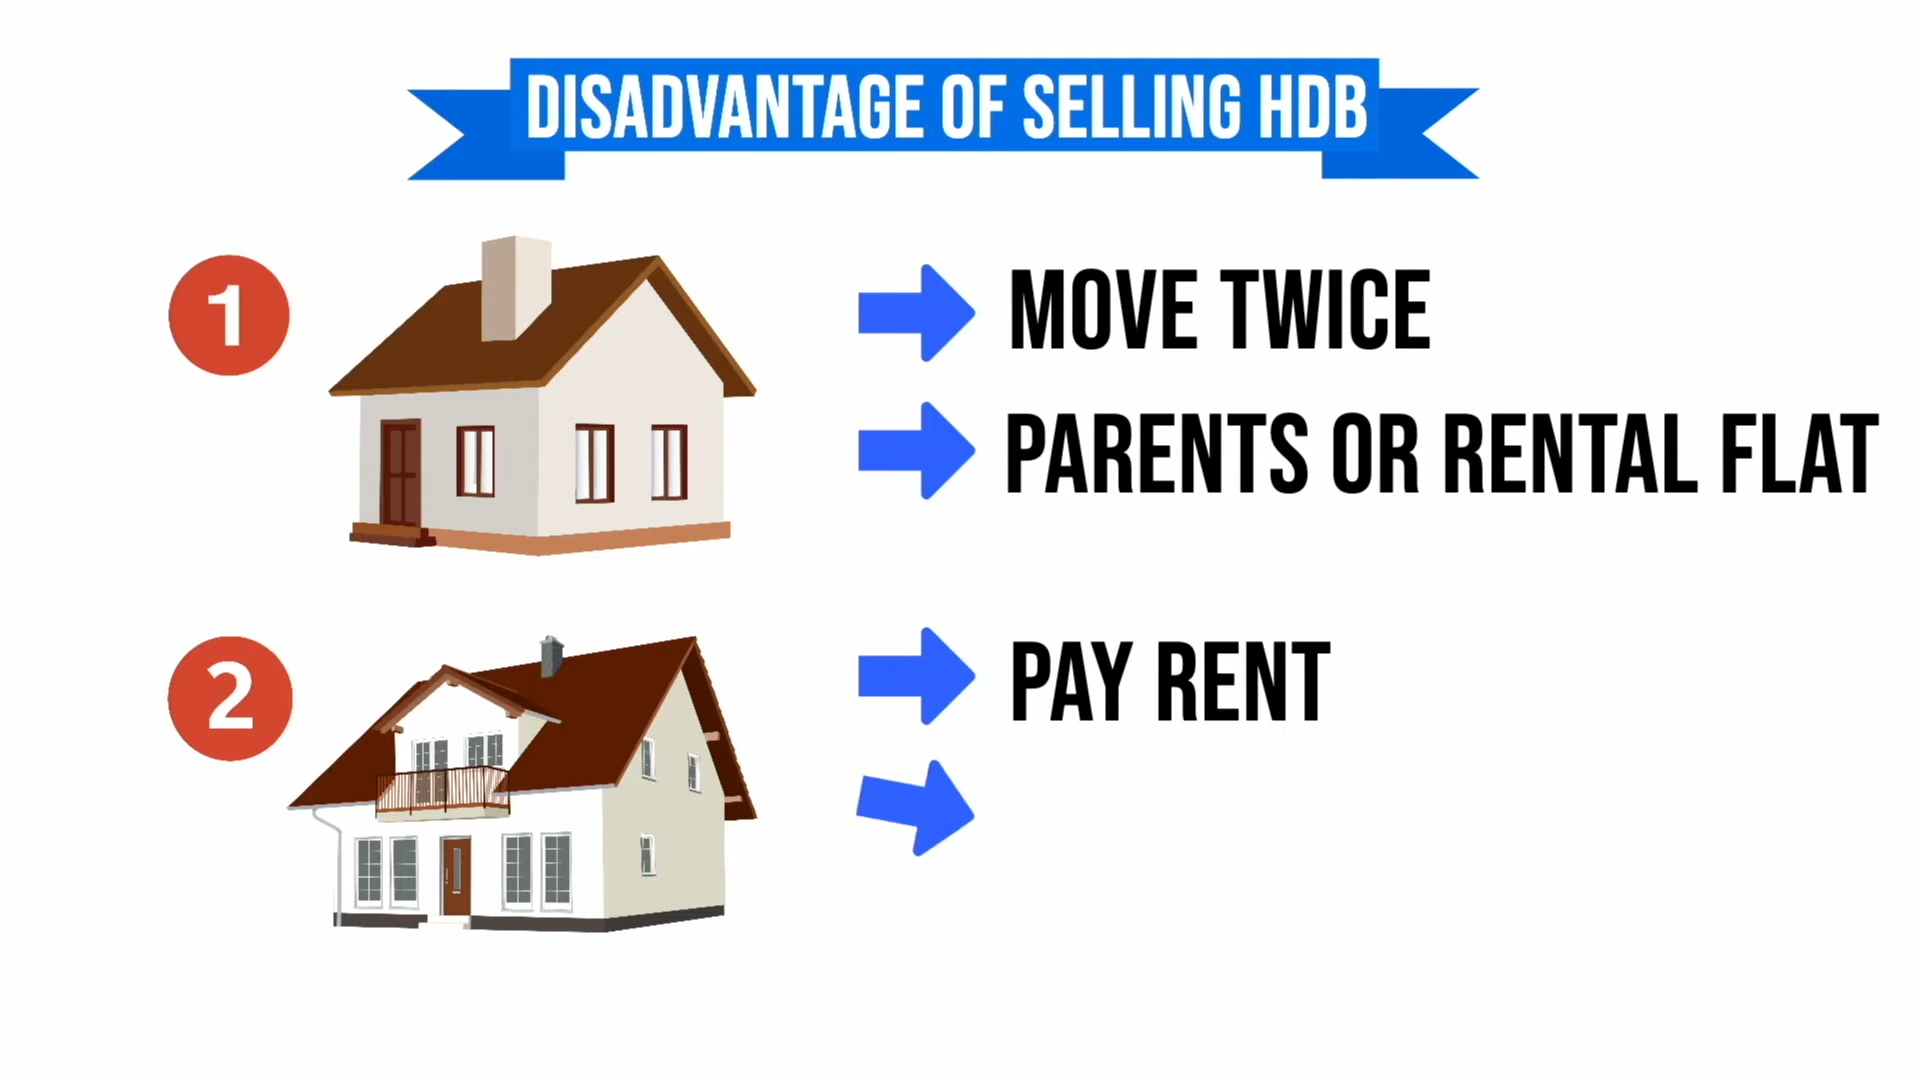 DISADVANTAGE OF SELLING HDB
1
MOVE TWICE
PARENTS OR RENTAL FLAT
2
PAY RENT